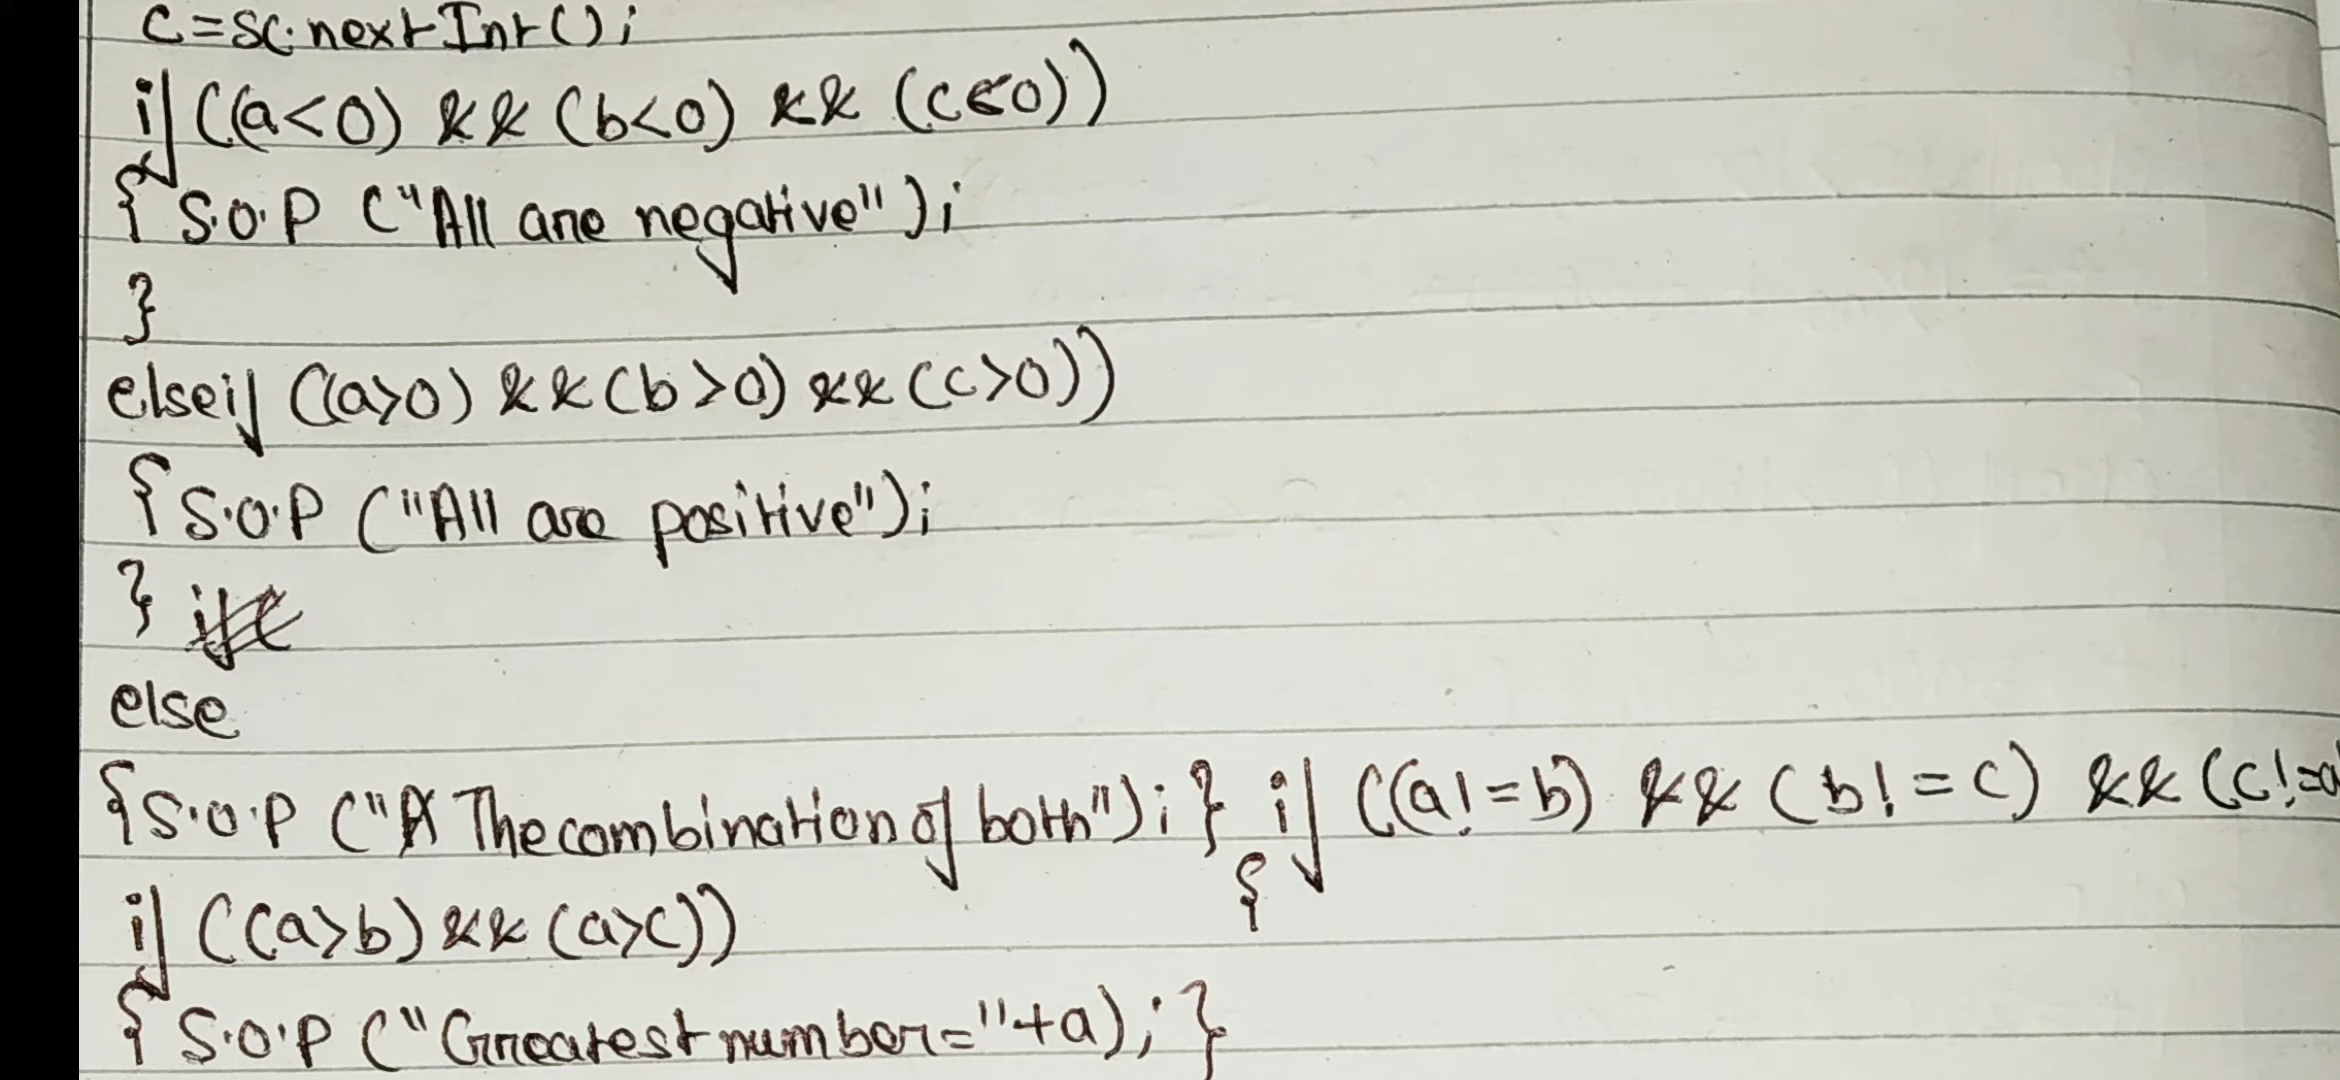 c=sc.nextInt();
if((a<0) && (b<0) && (c<0))
{ S.O.P ("All are negative");
}
elseif ((a>0) && (b>0) && (c>0))
{ S.O.P ("All are positive");
}
else
{S.O.P ("The combination of both");} if ((a!=b) && (b!=c) && (c!=a
{
if ((a>b) && (a>c))
{ S.O.P ("Greatest number="+a);}